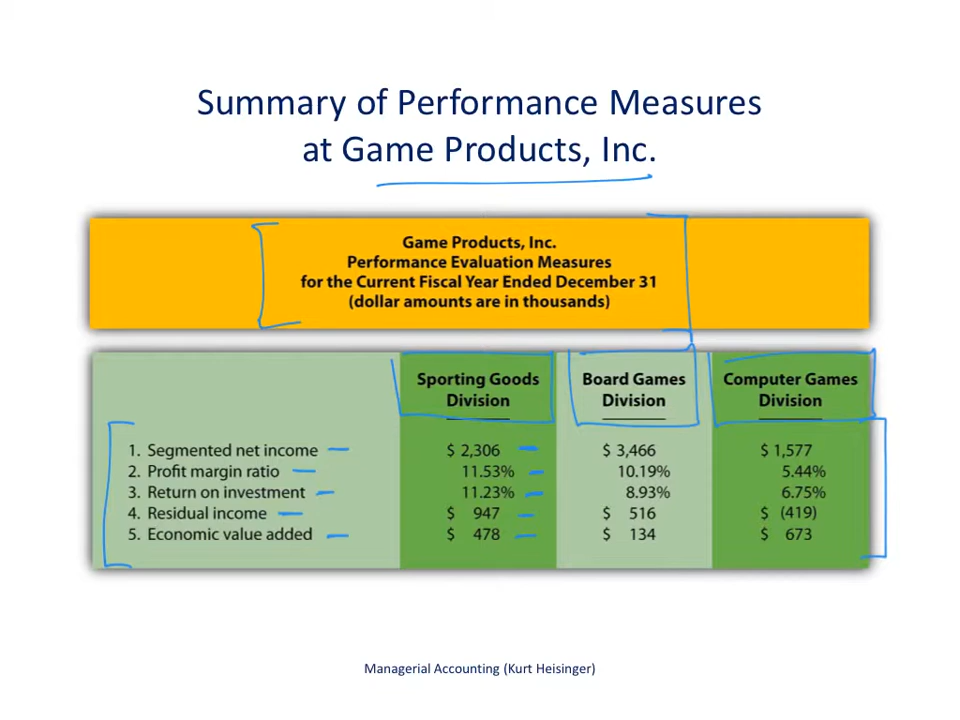 Summary of Performance Measures
at Game Products, Inc.
Game Products, Inc.
Performance Evaluation Measures
for the Current Fiscal Year Ended December 31
(dollar amounts are in thousands)
Sporting Goods Division Board Games Division Computer Games Division
1. Segmented net income $ 2,306 $ 3,466 $ 1,577
2. Profit margin ratio 11.53% 10.19% 5.44%
3. Return on investment 11.23% 8.93% 6.75%
4. Residual income $ 947 $ 516 $ (419)
5. Economic value added $ 478 $ 134 $ 673
Managerial Accounting (Kurt Heisinger)